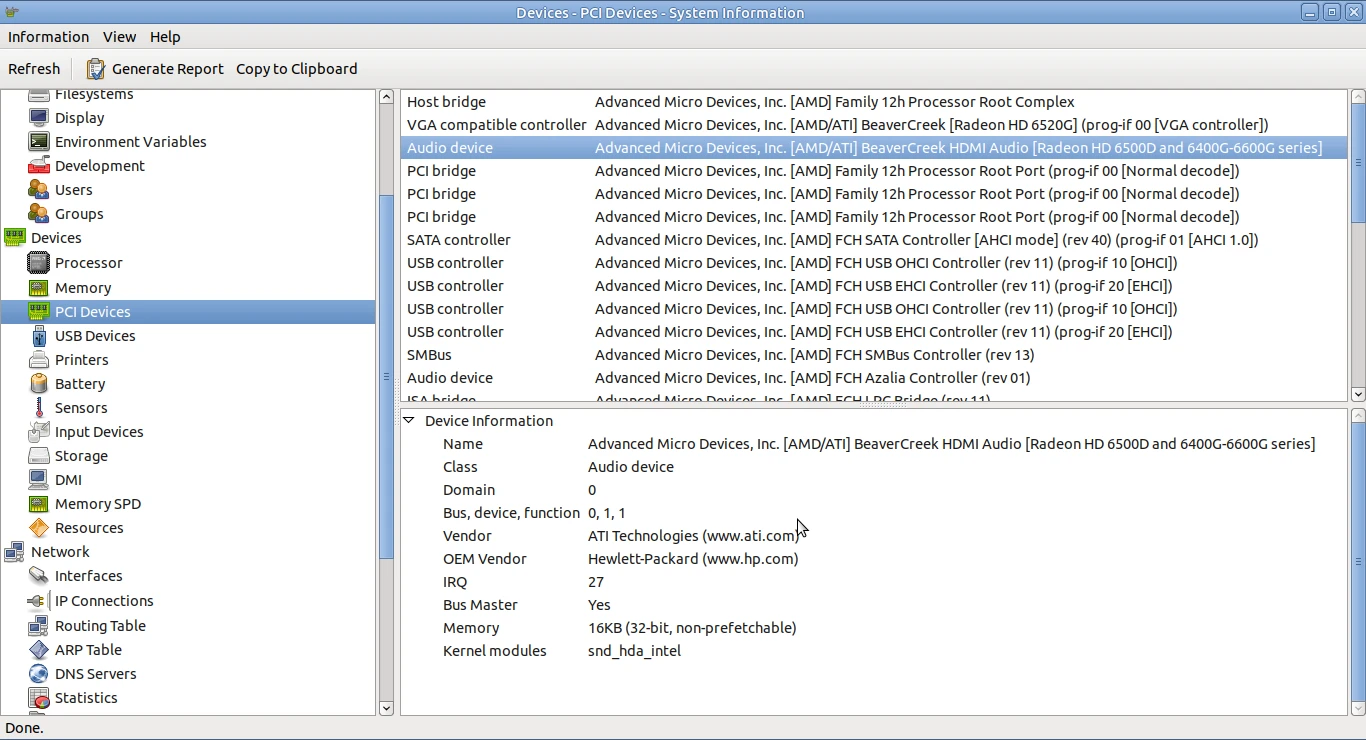 Devices - PCI Devices - System Information
Information View Help
Refresh Generate Report Copy to Clipboard
Filesystems
Display
Environment Variables
Development
Users
Groups
Devices
Processor
Memory
PCI Devices
USB Devices
Printers
Battery
Sensors
Input Devices
Storage
DMI
Memory SPD
Resources
Network
Interfaces
IP Connections
Routing Table
ARP Table
DNS Servers
Statistics
Host bridge Advanced Micro Devices, Inc. [AMD] Family 12h Processor Root Complex
VGA compatible controller Advanced Micro Devices, Inc. [AMD/ATI] BeaverCreek [Radeon HD 6520G] (prog-if 00 [VGA controller])
Audio device Advanced Micro Devices, Inc. [AMD/ATI] BeaverCreek HDMI Audio [Radeon HD 6500D and 6400G-6600G series]
PCI bridge Advanced Micro Devices, Inc. [AMD] Family 12h Processor Root Port (prog-if 00 [Normal decode])
PCI bridge Advanced Micro Devices, Inc. [AMD] Family 12h Processor Root Port (prog-if 00 [Normal decode])
PCI bridge Advanced Micro Devices, Inc. [AMD] Family 12h Processor Root Port (prog-if 00 [Normal decode])
SATA controller Advanced Micro Devices, Inc. [AMD] FCH SATA Controller [AHCI mode] (rev 40) (prog-if 01 [AHCI 1.0])
USB controller Advanced Micro Devices, Inc. [AMD] FCH USB OHCI Controller (rev 11) (prog-if 10 [OHCI])
USB controller Advanced Micro Devices, Inc. [AMD] FCH USB EHCI Controller (rev 11) (prog-if 20 [EHCI])
USB controller Advanced Micro Devices, Inc. [AMD] FCH USB OHCI Controller (rev 11) (prog-if 10 [OHCI])
USB controller Advanced Micro Devices, Inc. [AMD] FCH USB EHCI Controller (rev 11) (prog-if 20 [EHCI])
SMBus Advanced Micro Devices, Inc. [AMD] FCH SMBus Controller (rev 13)
Audio device Advanced Micro Devices, Inc. [AMD] FCH Azalia Controller (rev 01)
ISA bridge Advanced Micro Devices, Inc. [AMD] FCH LPC Bridge (rev 11)
Device Information
Name Advanced Micro Devices, Inc. [AMD/ATI] BeaverCreek HDMI Audio [Radeon HD 6500D and 6400G-6600G series]
Class Audio device
Domain 0
Bus, device, function 0, 1, 1
Vendor ATI Technologies (www.ati.com)
OEM Vendor Hewlett-Packard (www.hp.com)
IRQ 27
Bus Master Yes
Memory 16KB (32-bit, non-prefetchable)
Kernel modules snd_hda_intel
Done.